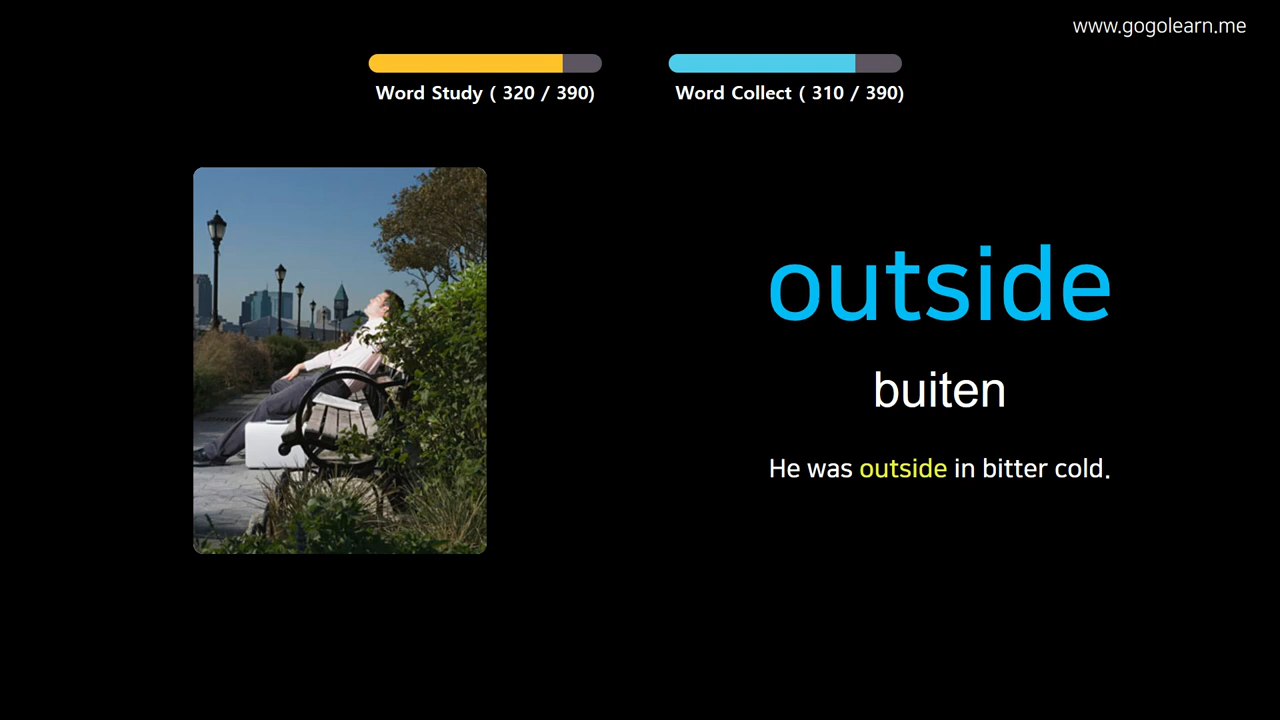 www.gogolearn.me
Word Study ( 320 / 390)
Word Collect ( 310 / 390)
outside
buiten
He was outside in bitter cold.